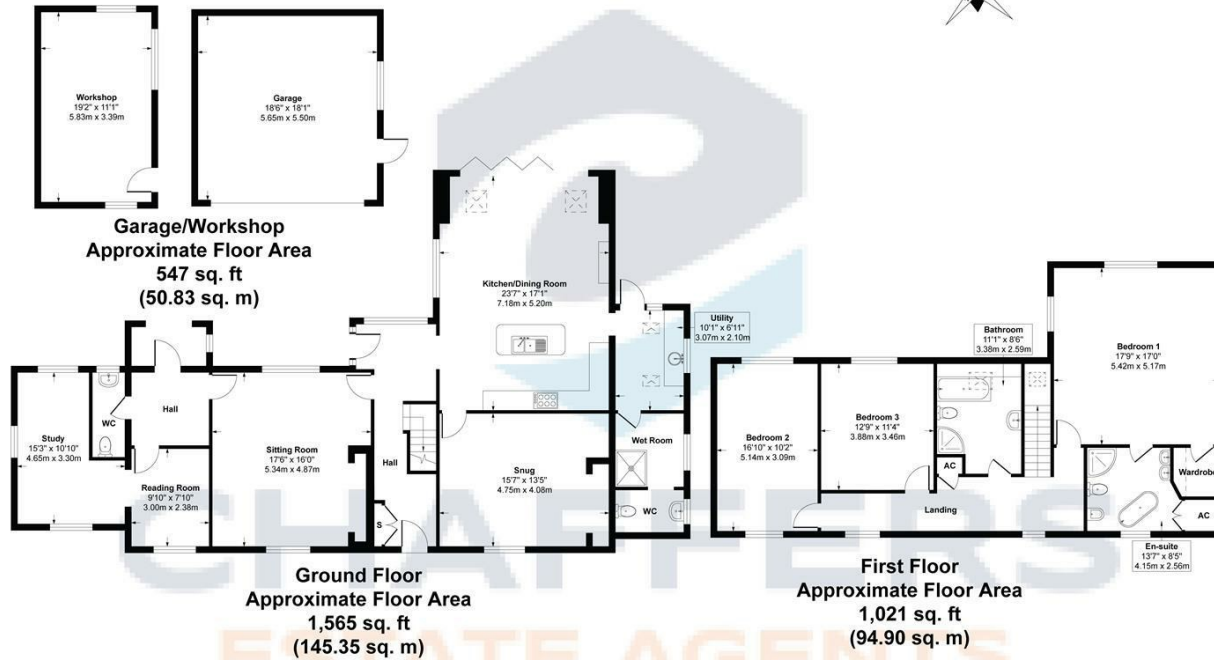 Workshop
19'2" x 11'1"
5.83m x 3.39m
Garage
18'6" x 18'1"
5.65m x 5.50m
Garage/Workshop
Approximate Floor Area
547 sq. ft
(50.83 sq. m)
Kitchen/Dining Room
23'7" x 17'1"
7.18m x 5.20m
Utility
10'1" x 6'11"
3.07m x 2.10m
Hall
WC
Study
15'3" x 10'10"
4.65m x 3.30m
Reading Room
9'10" x 7'10"
3.00m x 2.38m
Sitting Room
17'6" x 16'0"
5.34m x 4.87m
Hall
S
Snug
15'7" x 13'5"
4.75m x 4.08m
Wet Room
WC
Ground Floor
Approximate Floor Area
1,565 sq. ft
(145.35 sq. m)
Bathroom
11'1" x 8'6"
3.38m x 2.59m
Bedroom 1
17'9" x 17'0"
5.42m x 5.17m
Bedroom 2
16'10" x 10'2"
5.14m x 3.09m
Bedroom 3
12'9" x 11'4"
3.88m x 3.46m
AC
Landing
Wardrobe
AC
En-suite
13'7" x 8'5"
4.15m x 2.56m
First Floor
Approximate Floor Area
1,021 sq. ft
(94.90 sq. m)
CHAFFERS
ESTATE AGENTS